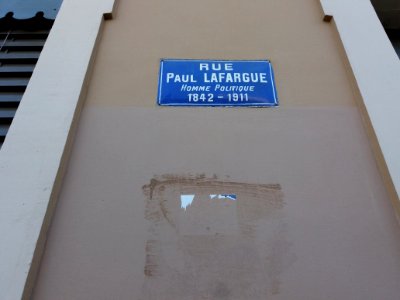 RUE
PAUL LAFARGUE
HOMME POLITIQUE
1842 - 1911